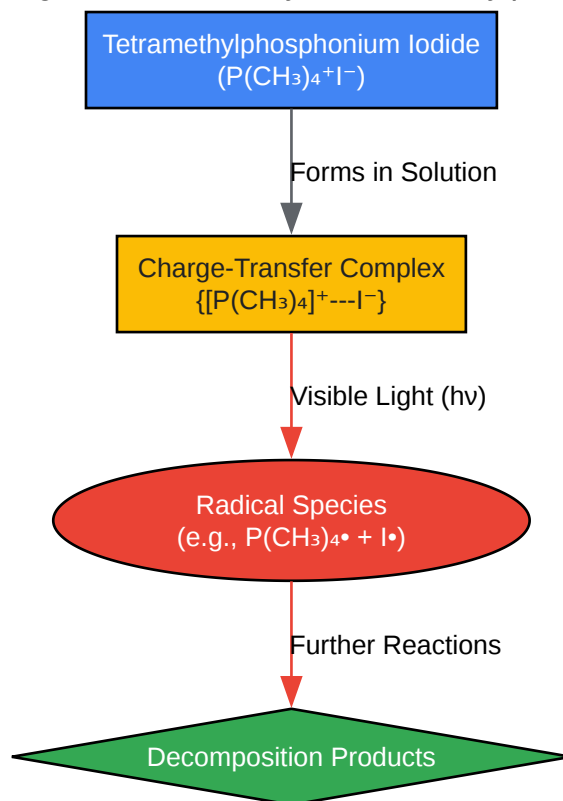 Tetramethylphosphonium Iodide
(P(CH₃)₄⁺I⁻)
Forms in Solution
Charge-Transfer Complex
{[P(CH₃)₄]⁺---I⁻}
Visible Light (hν)
Radical Species
(e.g., P(CH₃)₄• + I•)
Further Reactions
Decomposition Products